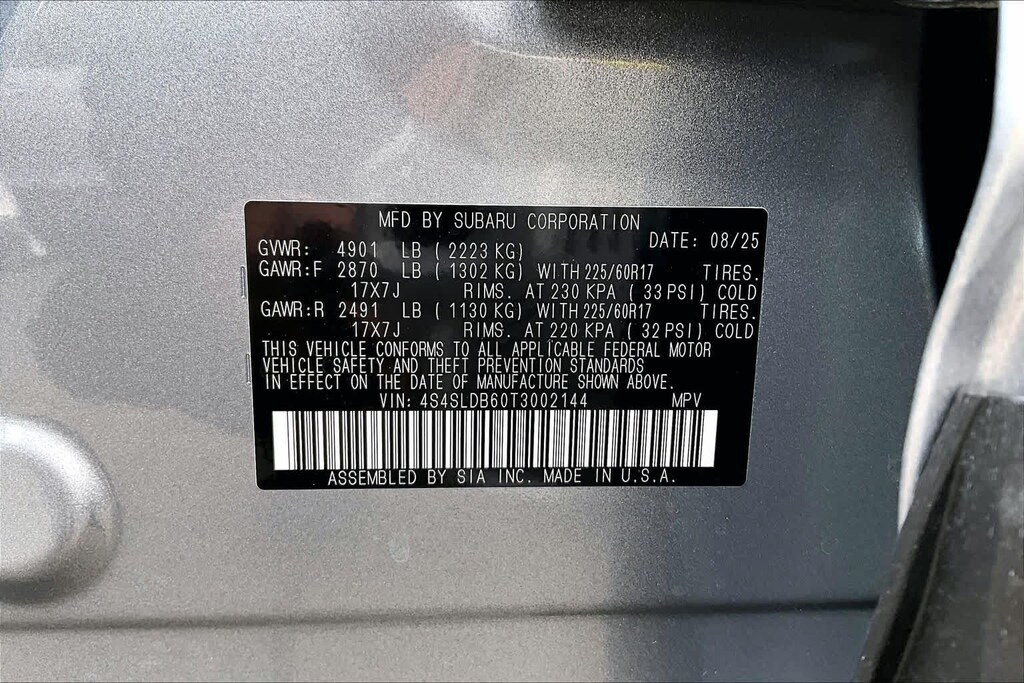 MFD BY SUBARU CORPORATION
DATE: 08/25
GVWR: 4901 LB ( 2223 KG)
GAWR:F 2870 LB ( 1302 KG) WITH 225/60R17 TIRES.
17X7J RIMS. AT 230 KPA ( 33 PSI) COLD
GAWR:R 2491 LB ( 1130 KG) WITH 225/60R17 TIRES.
17X7J RIMS. AT 220 KPA ( 32 PSI) COLD
THIS VEHICLE CONFORMS TO ALL APPLICABLE FEDERAL MOTOR
VEHICLE SAFETY AND THEFT PREVENTION STANDARDS
IN EFFECT ON THE DATE OF MANUFACTURE SHOWN ABOVE.
VIN: 4S4SLDB60T3002144 MPV
ASSEMBLED BY SIA INC. MADE IN U.S.A.